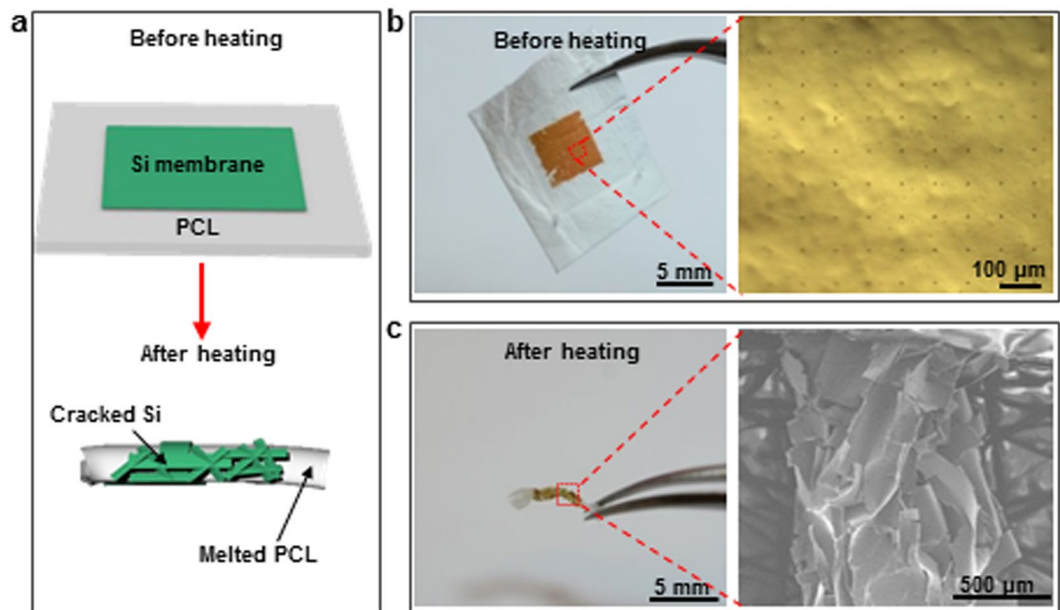 a
Before heating
Si membrane
PCL
After heating
Cracked Si
Melted PCL
b
Before heating
5 mm
100 µm
c
After heating
5 mm
500 µm